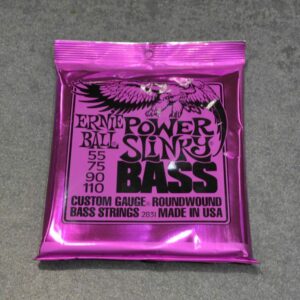 ERNIE BALL
POWER SLINKY
BASS
55
75
90
110
CUSTOM GAUGE · ROUNDWOUND
BASS STRINGS 2831 MADE IN USA